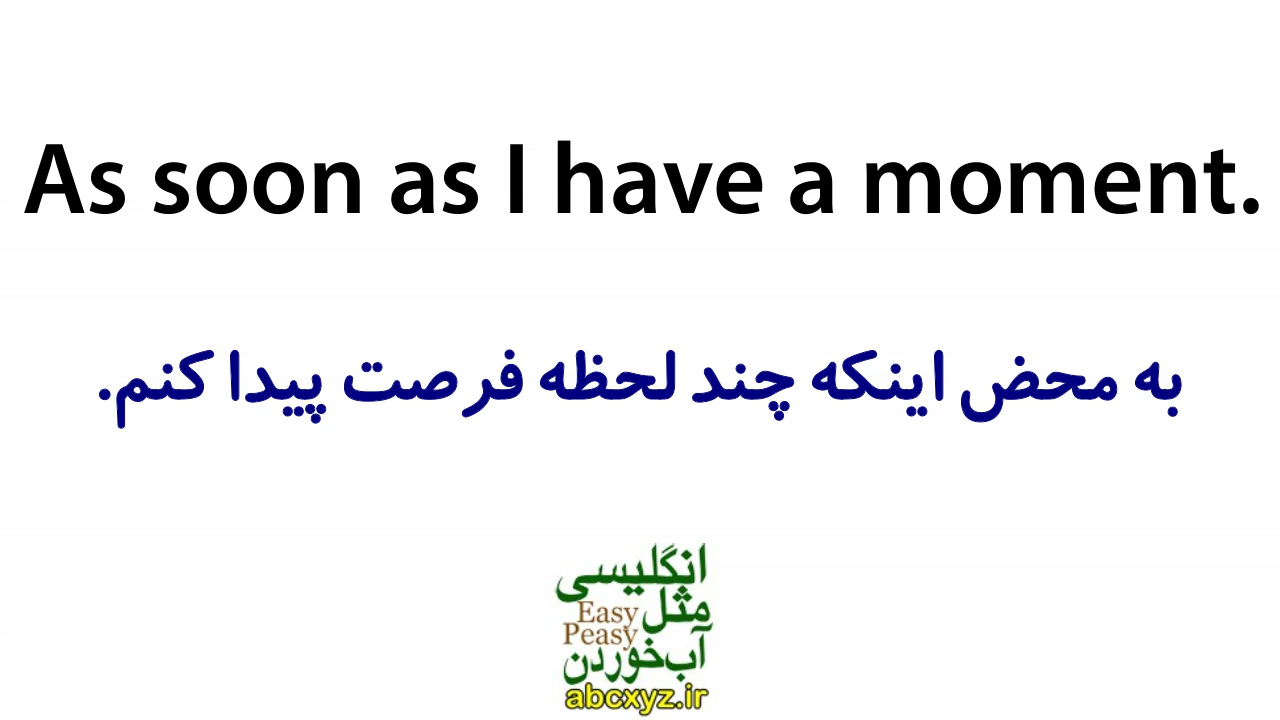 As soon as I have a moment.
به محض اینکه چند لحظه فرصت پیدا کنم.
انگلیسی
مثل Easy
Peasy
آب‌خوردن
abcxyz.ir